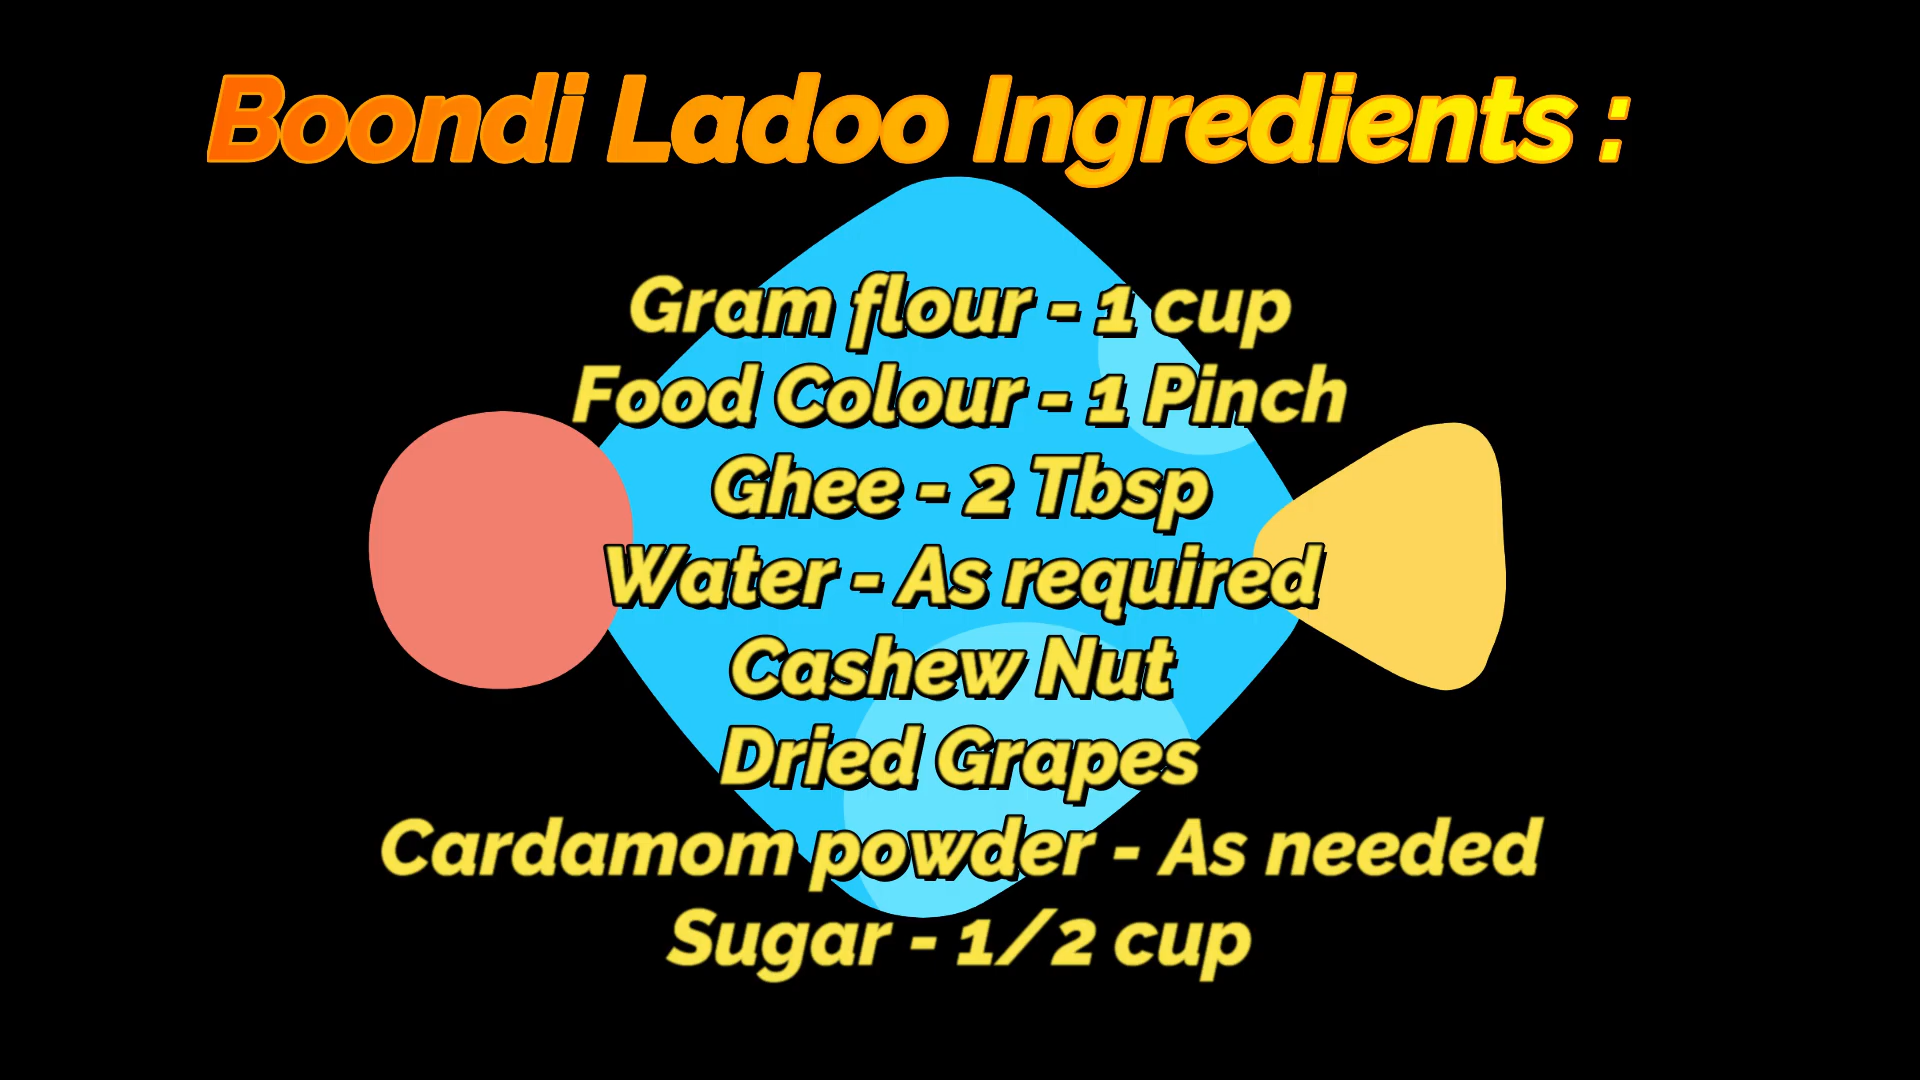 Boondi Ladoo Ingredients :
Gram flour - 1 cup
Food Colour - 1 Pinch
Ghee - 2 Tbsp
Water - As required
Cashew Nut
Dried Grapes
Cardamom powder - As needed
Sugar - 1/2 cup